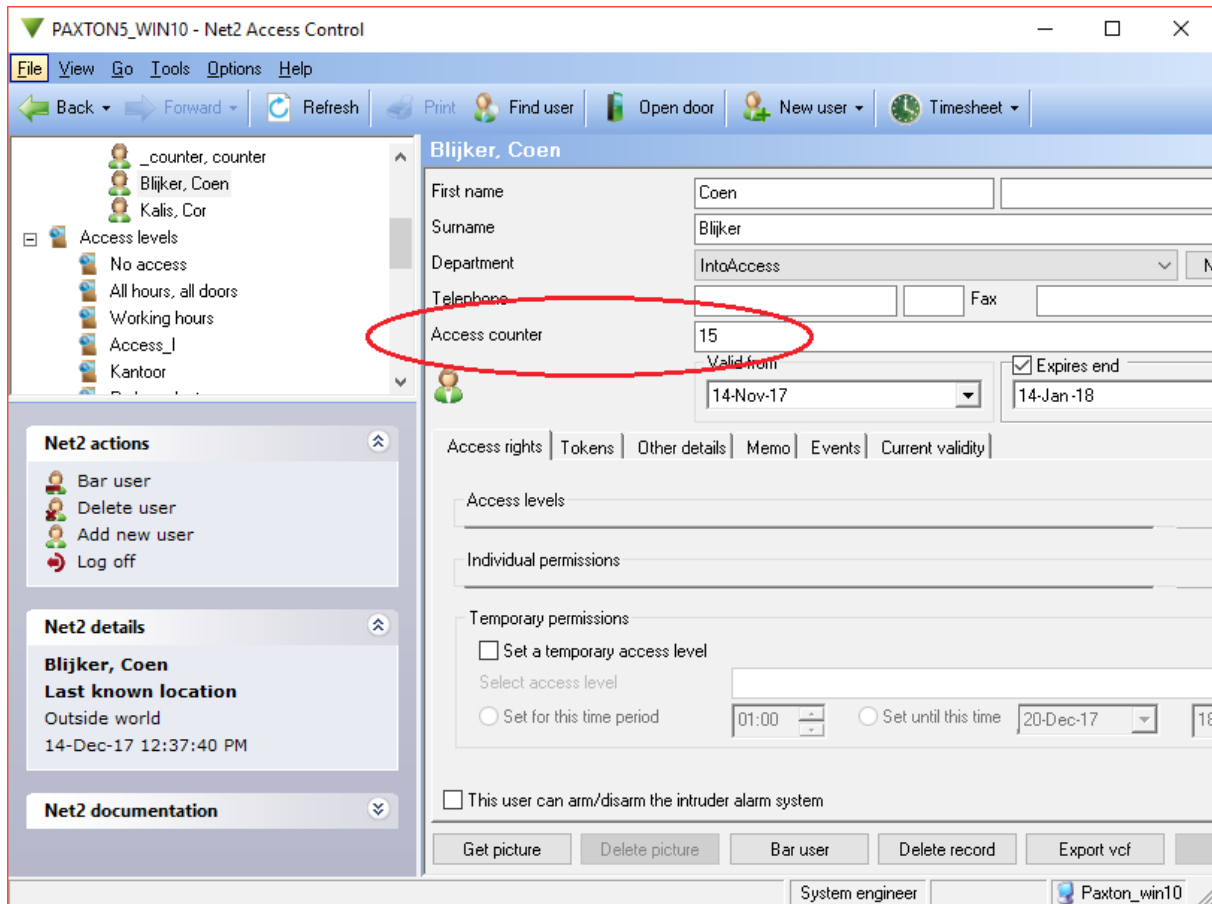 PAXTON5_WIN10 - Net2 Access Control
File View Go Tools Options Help
Back Forward Refresh Print Find user Open door New user Timesheet
_counter, counter
Blijker, Coen
Kalis, Cor
Access levels
No access
All hours, all doors
Working hours
Access_I
Kantoor
Net2 actions
Bar user
Delete user
Add new user
Log off
Net2 details
Blijker, Coen
Last known location
Outside world
14-Dec-17 12:37:40 PM
Net2 documentation
Blijker, Coen
First name Coen
Surname Blijker
Department IntoAccess N
Telephone Fax
Access counter 15
Valid from Expires end
14-Nov-17 14-Jan-18
Access rights Tokens Other details Memo Events Current validity
Access levels
Individual permissions
Temporary permissions
Set a temporary access level
Select access level
Set for this time period 01:00 Set until this time 20-Dec-17 18
This user can arm/disarm the intruder alarm system
Get picture Delete picture Bar user Delete record Export vcf
System engineer Paxton_win10